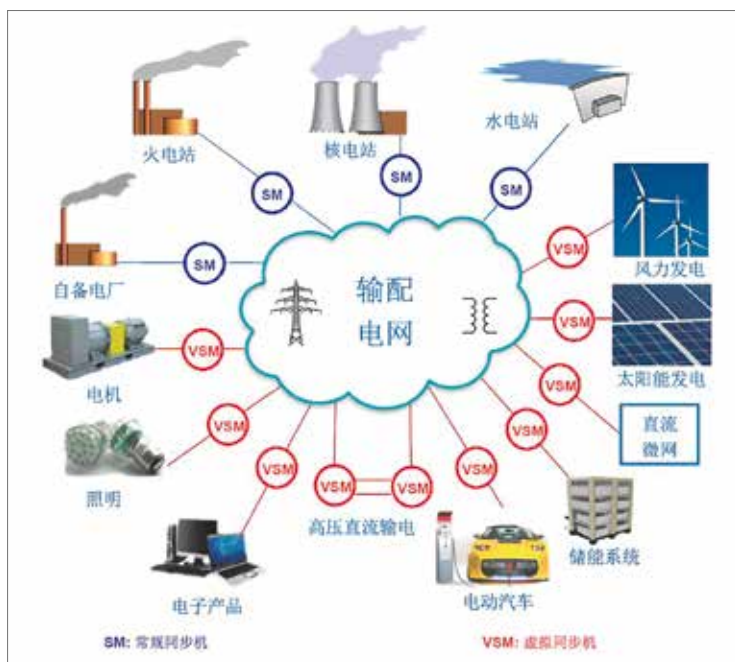 火电站
核电站
水电站
SM
SM
SM
自备电厂
SM
输配
电网
VSM
风力发电
VSM
太阳能发电
电机
VSM
VSM
直流
微网
照明
VSM
VSM
VSM
VSM
VSM
VSM
高压直流输电
储能系统
电子产品
电动汽车
SM: 常规同步机
VSM: 虚拟同步机